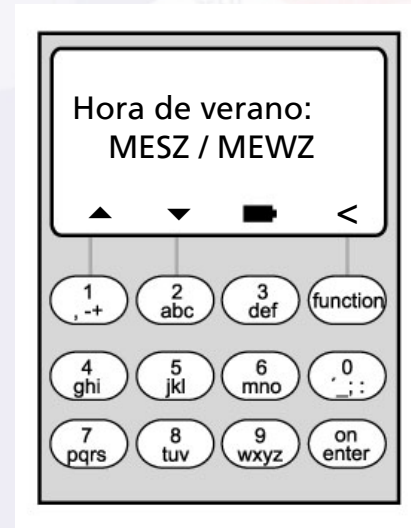 Hora de verano:
MESZ / MEWZ
<
1 2 3 function
, -+ abc def
4 5 6 0
ghi jkl mno ´_; :
7 8 9 on
pqrs tuv wxyz enter